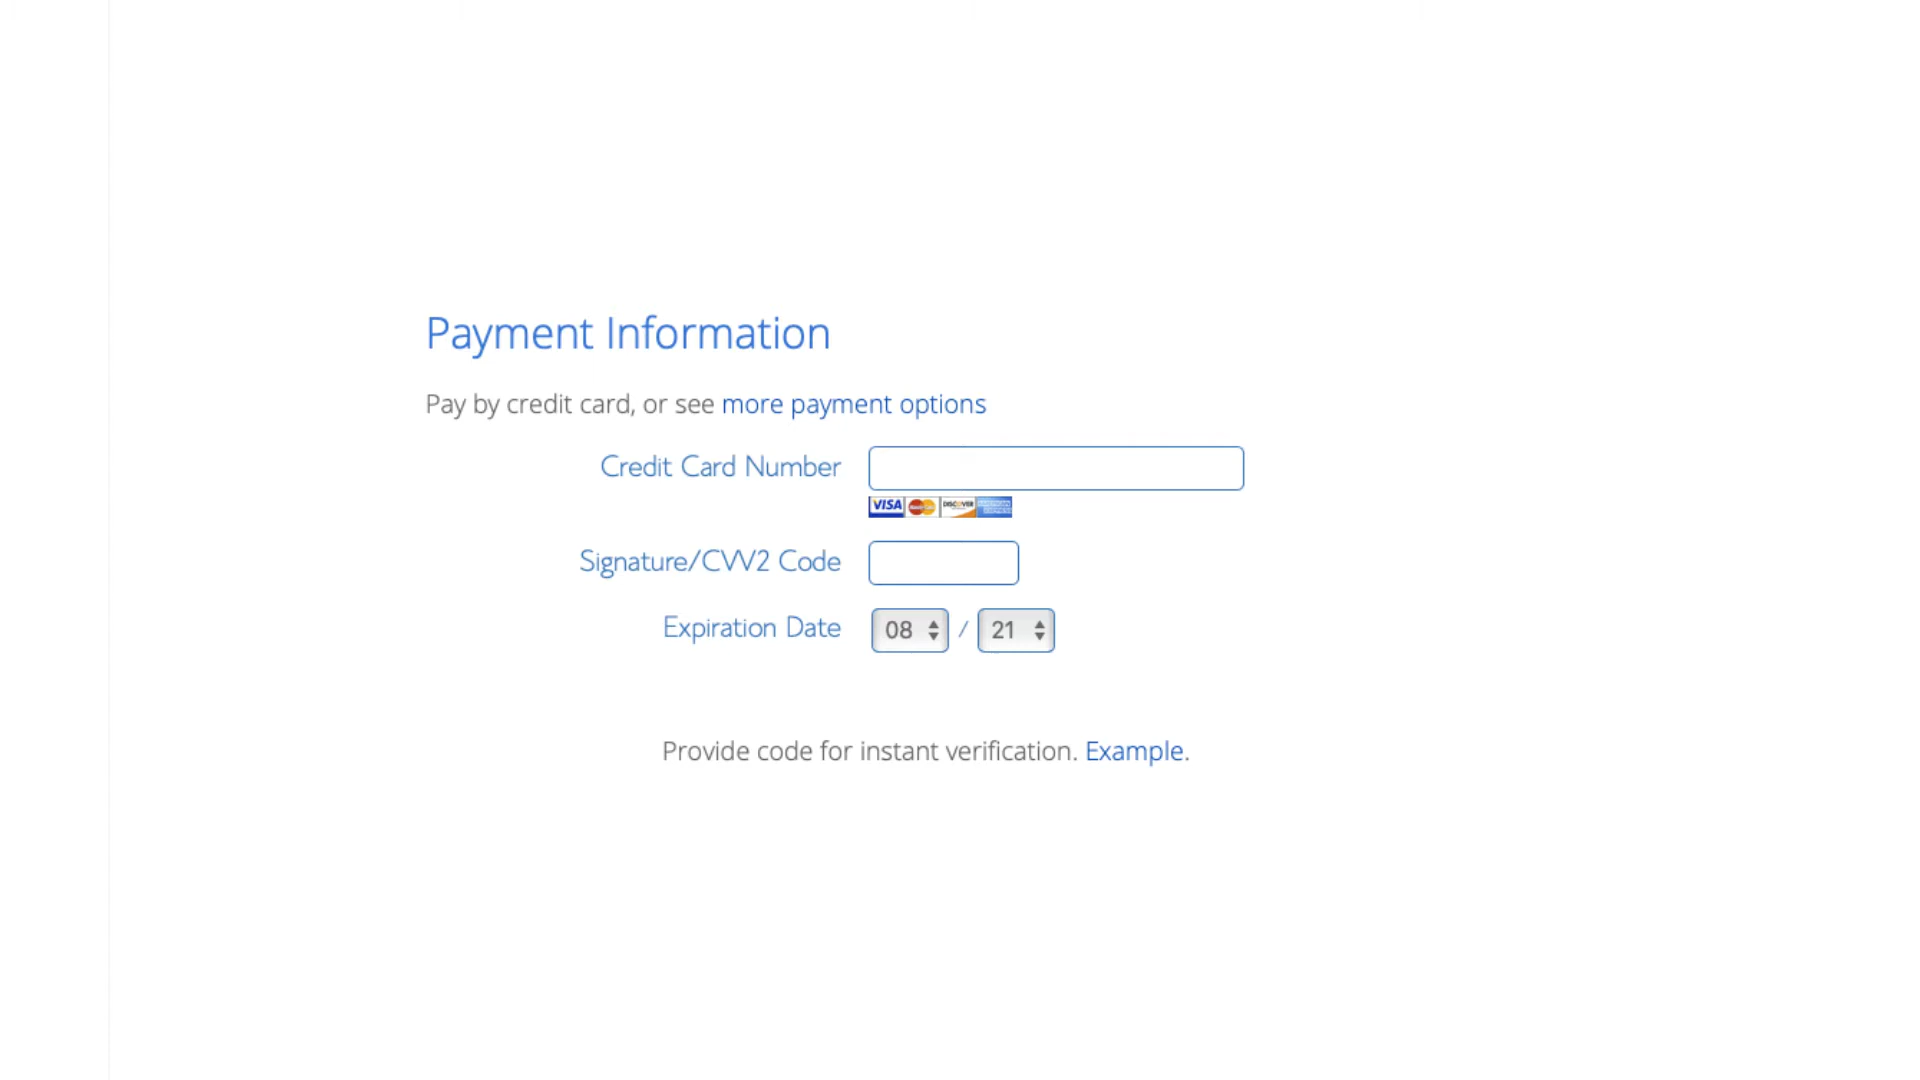 Payment Information
Pay by credit card, or see more payment options
Credit Card Number
VISA DISCOVER
Signature/CVV2 Code
Expiration Date 08 / 21
Provide code for instant verification. Example.